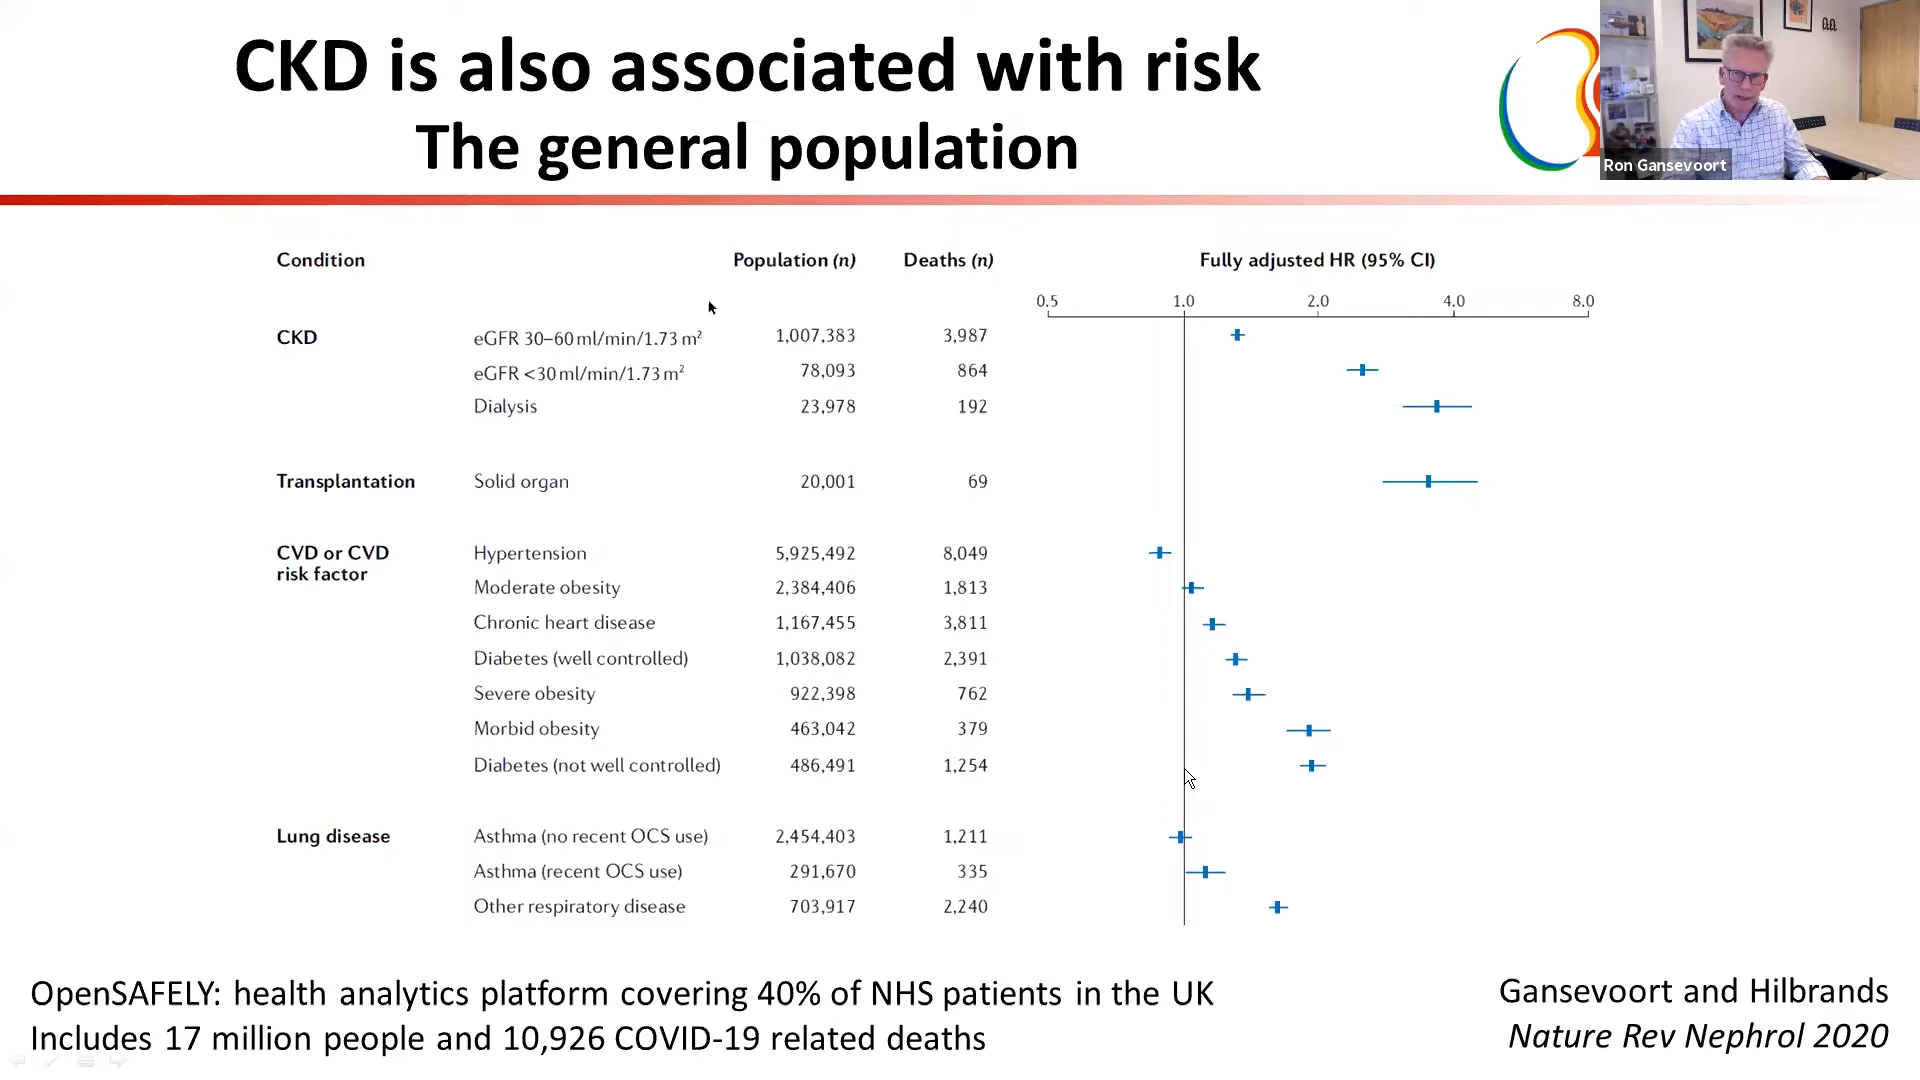 CKD is also associated with risk
The general population
Ron Gansevoort
Condition Population (n) Deaths (n) Fully adjusted HR (95% CI)
0.5 1.0 2.0 4.0 8.0
CKD eGFR 30–60 ml/min/1.73 m² 1,007,383 3,987
eGFR <30 ml/min/1.73 m² 78,093 864
Dialysis 23,978 192
Transplantation Solid organ 20,001 69
CVD or CVD Hypertension 5,925,492 8,049
risk factor
Moderate obesity 2,384,406 1,813
Chronic heart disease 1,167,455 3,811
Diabetes (well controlled) 1,038,082 2,391
Severe obesity 922,398 762
Morbid obesity 463,042 379
Diabetes (not well controlled) 486,491 1,254
Lung disease Asthma (no recent OCS use) 2,454,403 1,211
Asthma (recent OCS use) 291,670 335
Other respiratory disease 703,917 2,240
OpenSAFELY: health analytics platform covering 40% of NHS patients in the UK
Includes 17 million people and 10,926 COVID-19 related deaths
Gansevoort and Hilbrands
Nature Rev Nephrol 2020